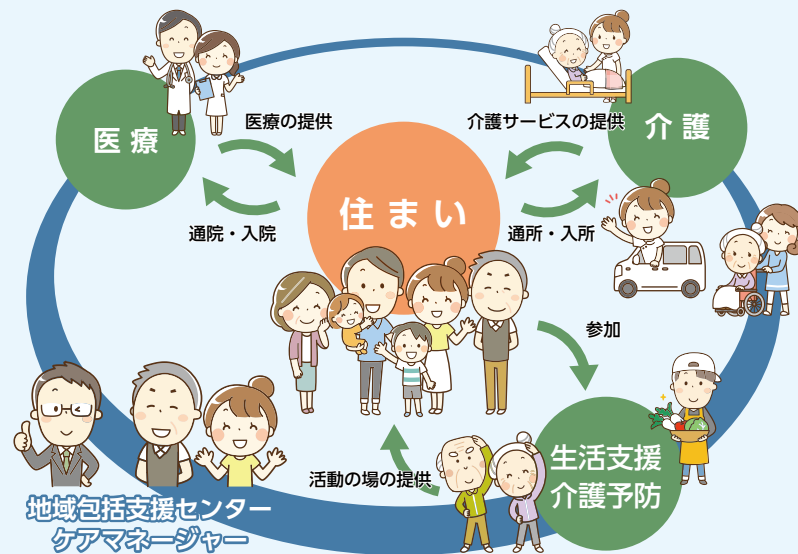 医療
介護
医療の提供
介護サービスの提供
住まい
通院・入院
通所・入所
参加
生活支援
介護予防
活動の場の提供
地域包括支援センター
ケアマネージャー